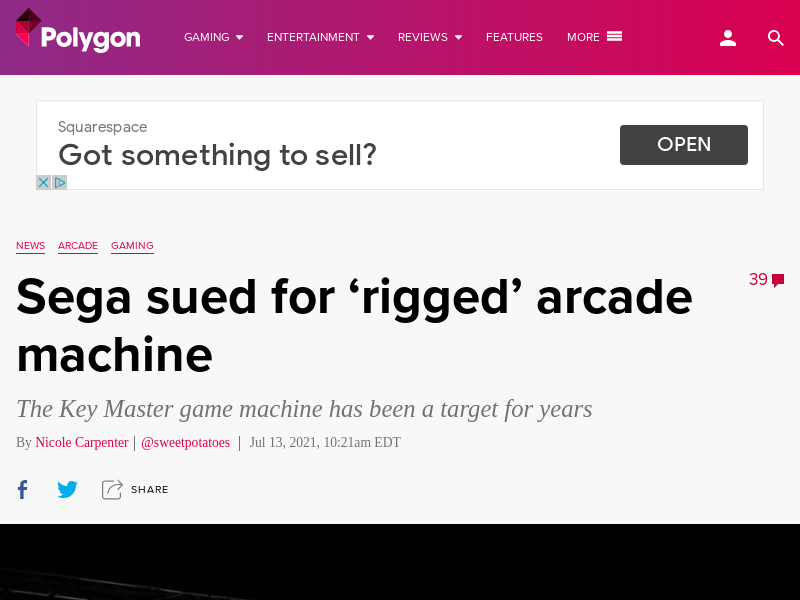 Polygon
GAMING ENTERTAINMENT REVIEWS FEATURES MORE
Squarespace
Got something to sell?
OPEN
NEWS ARCADE GAMING
Sega sued for ‘rigged’ arcade
machine
39
The Key Master game machine has been a target for years
By Nicole Carpenter | @sweetpotatoes | Jul 13, 2021, 10:21am EDT
SHARE